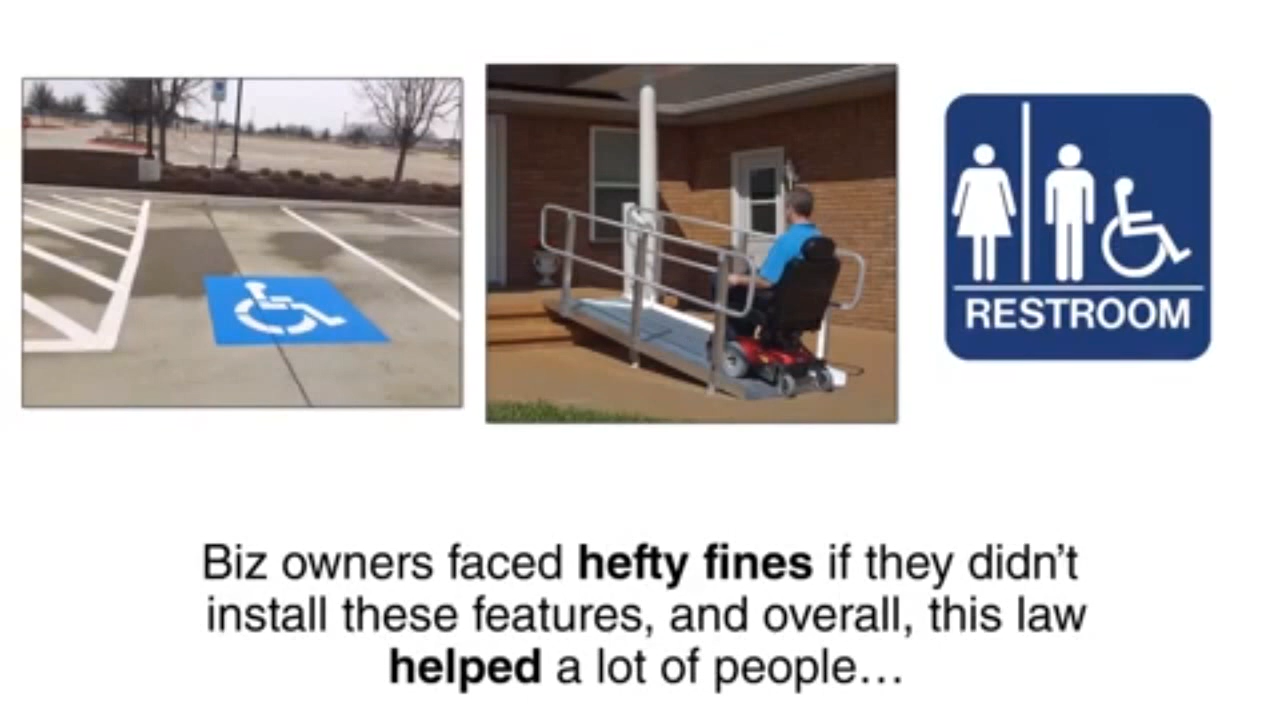 RESTROOM
Biz owners faced hefty fines if they didn’t
install these features, and overall, this law
helped a lot of people…